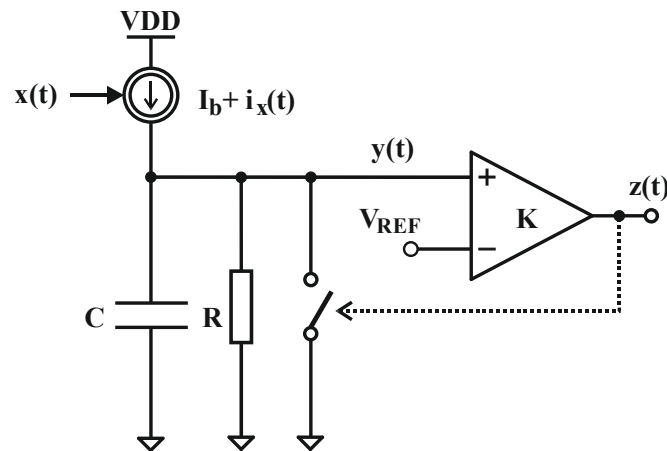 VDD
x(t)
I_b + i_x(t)
y(t)
z(t)
+
K
V_REF
−
C
R